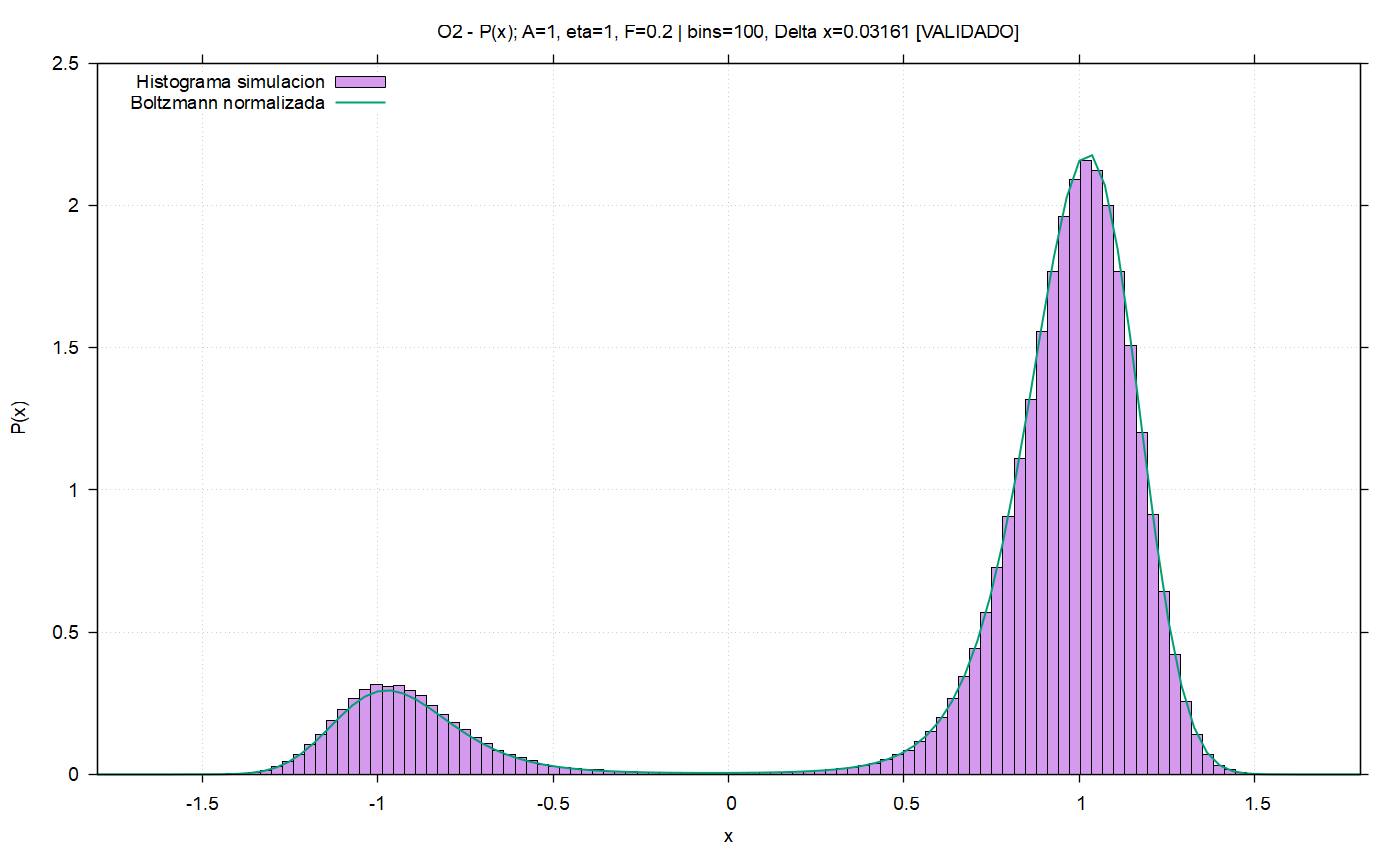 O2 - P(x); A=1, eta=1, F=0.2 | bins=100, Delta x=0.03161 [VALIDADO]
2.5
Histograma simulacion
Boltzmann normalizada
2
1.5
P(x)
1
0.5
0
-1.5 -1 -0.5 0 0.5 1 1.5
x